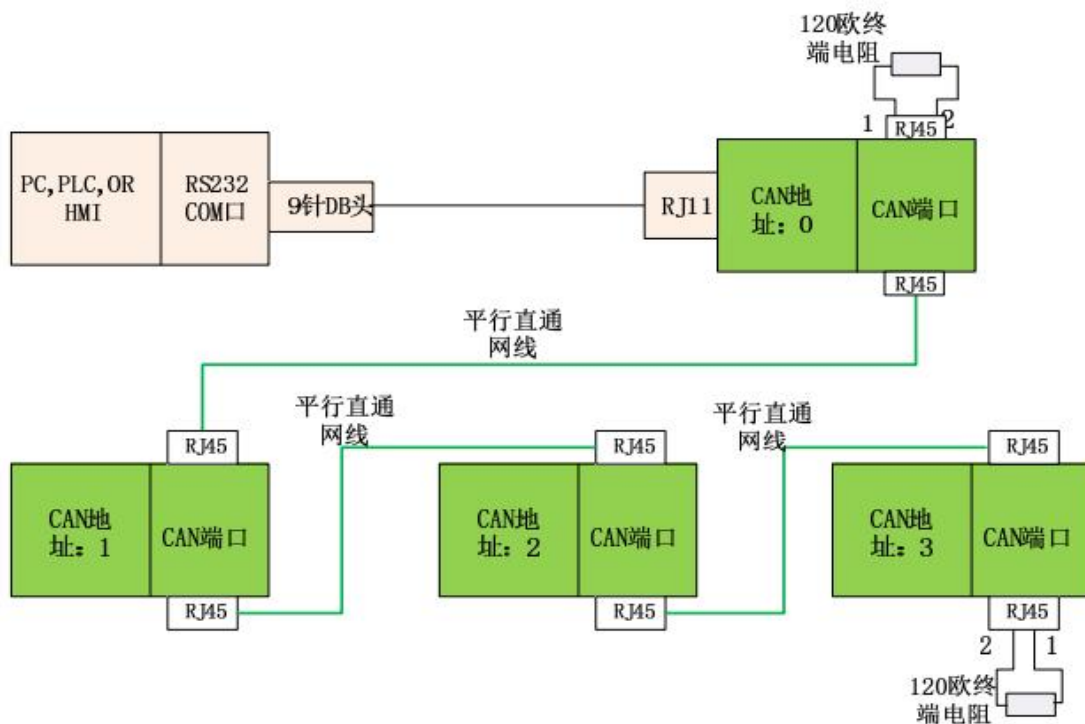 120欧终
端电阻
1
RJ45
2
PC,PLC,OR
HMI
RS232
COM口
9针DB头
RJ11
CAN地
址：0
CAN端口
RJ45
平行直通
网线
平行直通
网线
平行直通
网线
RJ45
RJ45
RJ45
CAN地
址：1
CAN端口
CAN地
址：2
CAN端口
CAN地
址：3
CAN端口
RJ45
RJ45
RJ45
2
1
120欧终
端电阻